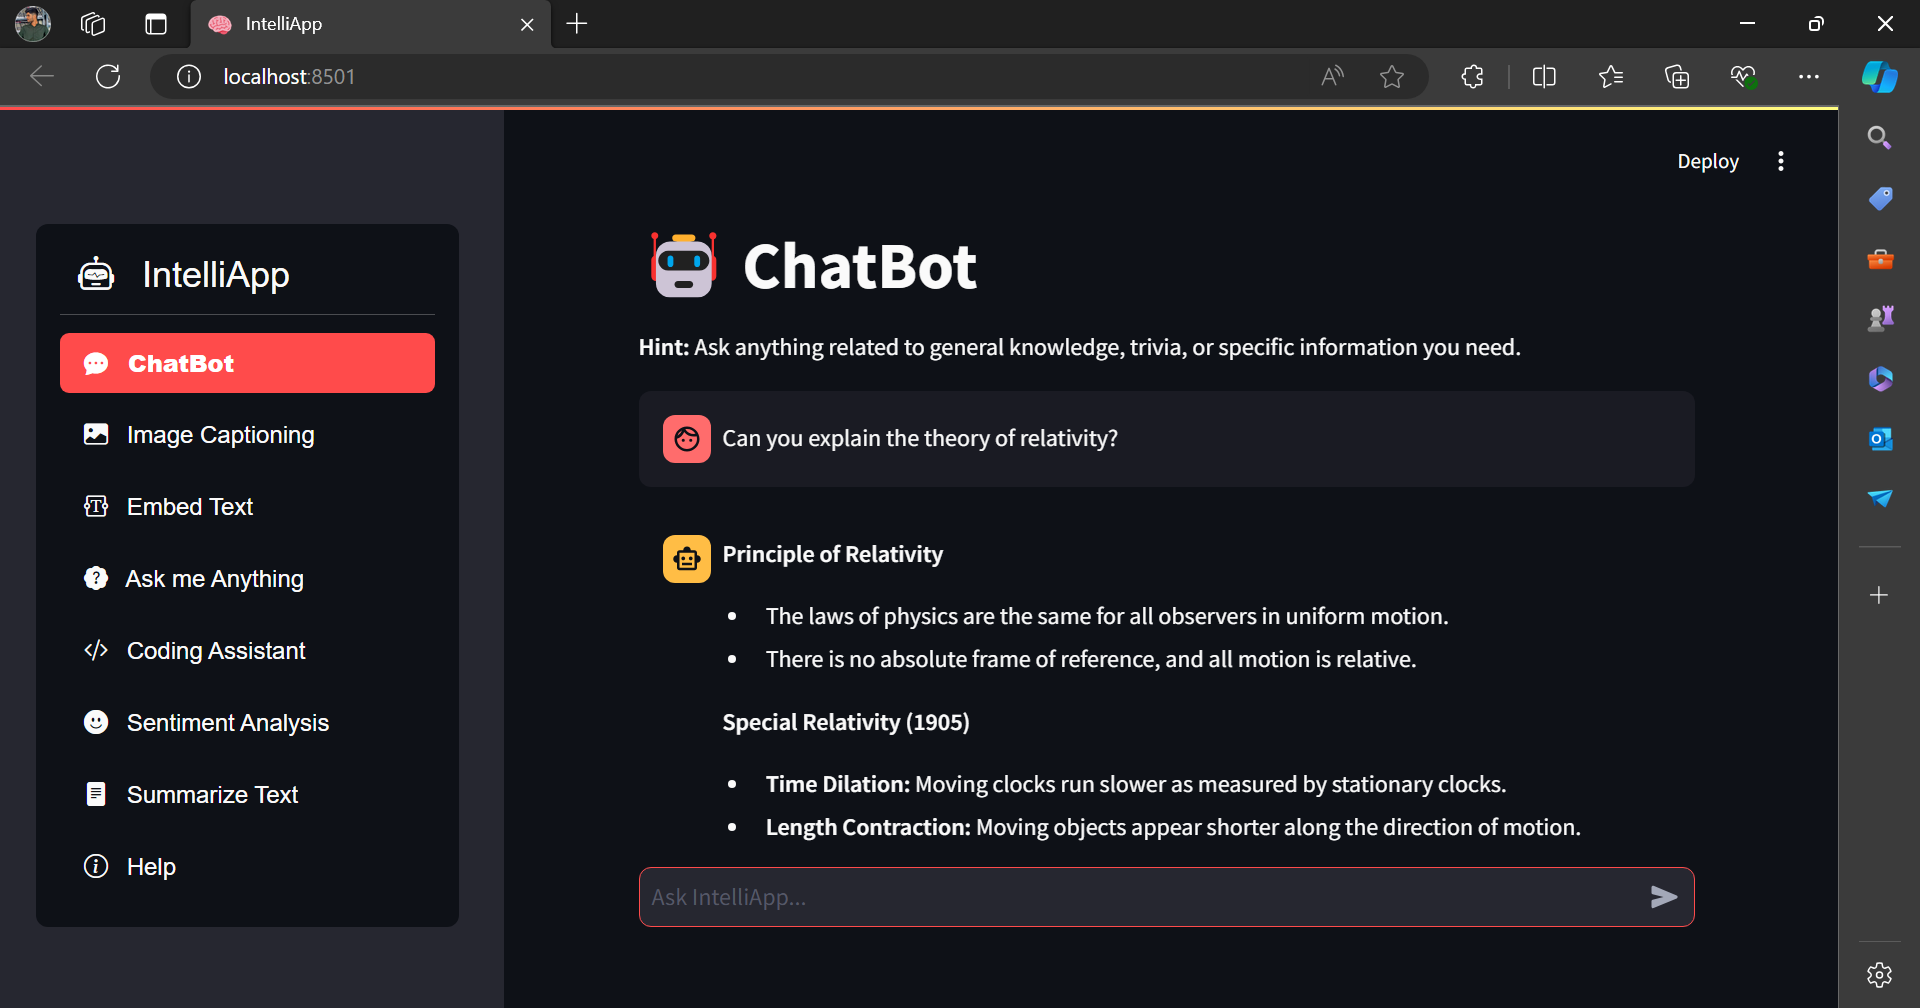 IntelliApp
localhost:8501
Deploy
IntelliApp
ChatBot
Image Captioning
Embed Text
Ask me Anything
Coding Assistant
Sentiment Analysis
Summarize Text
Help
ChatBot
Hint: Ask anything related to general knowledge, trivia, or specific information you need.
Can you explain the theory of relativity?
Principle of Relativity
• The laws of physics are the same for all observers in uniform motion.
• There is no absolute frame of reference, and all motion is relative.
Special Relativity (1905)
• Time Dilation: Moving clocks run slower as measured by stationary clocks.
• Length Contraction: Moving objects appear shorter along the direction of motion.
Ask IntelliApp...